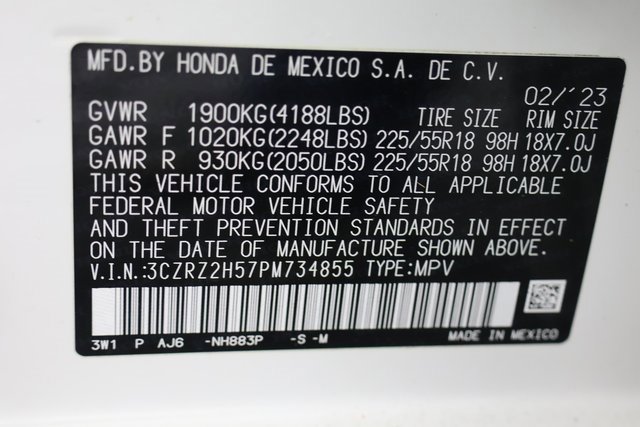 MFD.BY HONDA DE MEXICO S.A. DE C.V.
02/'23
GVWR 1900KG(4188LBS) TIRE SIZE RIM SIZE
GAWR F 1020KG(2248LBS) 225/55R18 98H 18X7.0J
GAWR R 930KG(2050LBS) 225/55R18 98H 18X7.0J
THIS VEHICLE CONFORMS TO ALL APPLICABLE
FEDERAL MOTOR VEHICLE SAFETY
AND THEFT PREVENTION STANDARDS IN EFFECT
ON THE DATE OF MANUFACTURE SHOWN ABOVE.
V.I.N.:3CZRZ2H57PM734855 TYPE:MPV
3W1 P AJ6 -NH883P -S -M MADE IN MEXICO